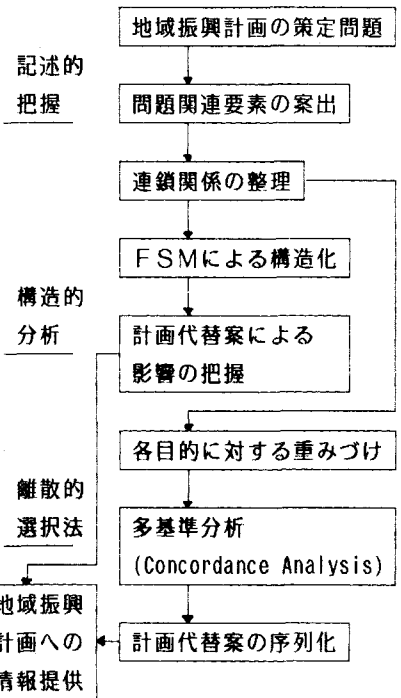 地域振興計画の策定問題
記述的
把握
問題関連要素の案出
連鎖関係の整理
FSMによる構造化
構造的
分析
計画代替案による
影響の把握
各目的に対する重みづけ
離散的
選択法
多基準分析
(Concordance Analysis)
地域振興
計画への
情報提供
計画代替案の序列化